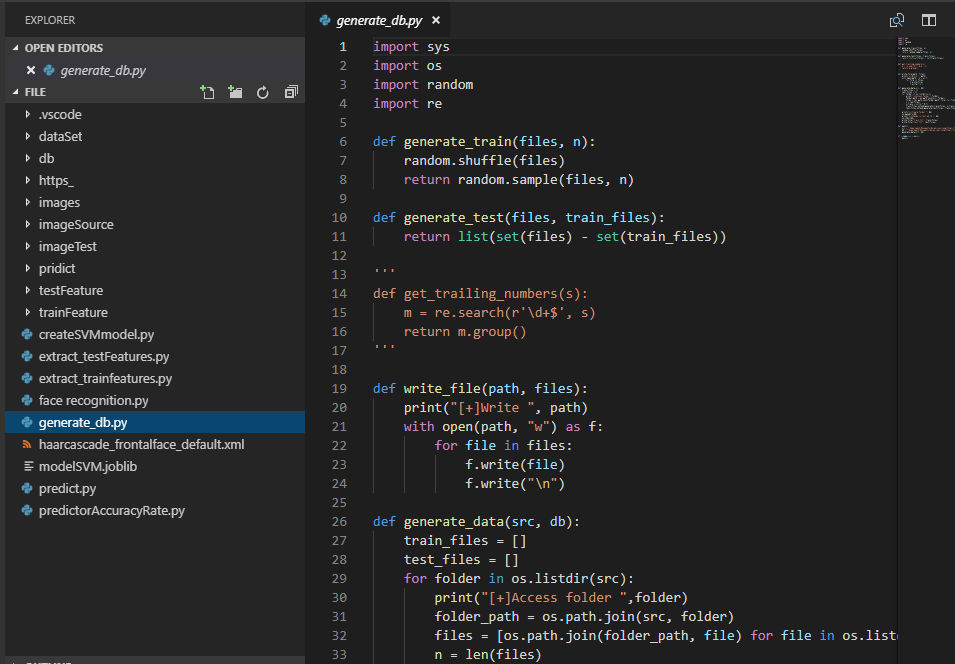 EXPLORER
OPEN EDITORS
generate_db.py
FILE
.vscode
dataSet
db
https_
images
imageSource
imageTest
pridict
testFeature
trainFeature
createSVMmodel.py
extract_testFeatures.py
extract_trainfeatures.py
face recognition.py
generate_db.py
haarcascade_frontalface_default.xml
modelSVM.joblib
predict.py
predictorAccuracyRate.py
generate_db.py
1 import sys
2 import os
3 import random
4 import re
5
6 def generate_train(files, n):
7     random.shuffle(files)
8     return random.sample(files, n)
9
10 def generate_test(files, train_files):
11     return list(set(files) - set(train_files))
12
13 '''
14 def get_trailing_numbers(s):
15     m = re.search(r'\d+$', s)
16     return m.group()
17 '''
18
19 def write_file(path, files):
20     print("[+]Write ", path)
21     with open(path, "w") as f:
22         for file in files:
23             f.write(file)
24             f.write("\n")
25
26 def generate_data(src, db):
27     train_files = []
28     test_files = []
29     for folder in os.listdir(src):
30         print("[+]Access folder ",folder)
31         folder_path = os.path.join(src, folder)
32         files = [os.path.join(folder_path, file) for file in os.list
33         n = len(files)